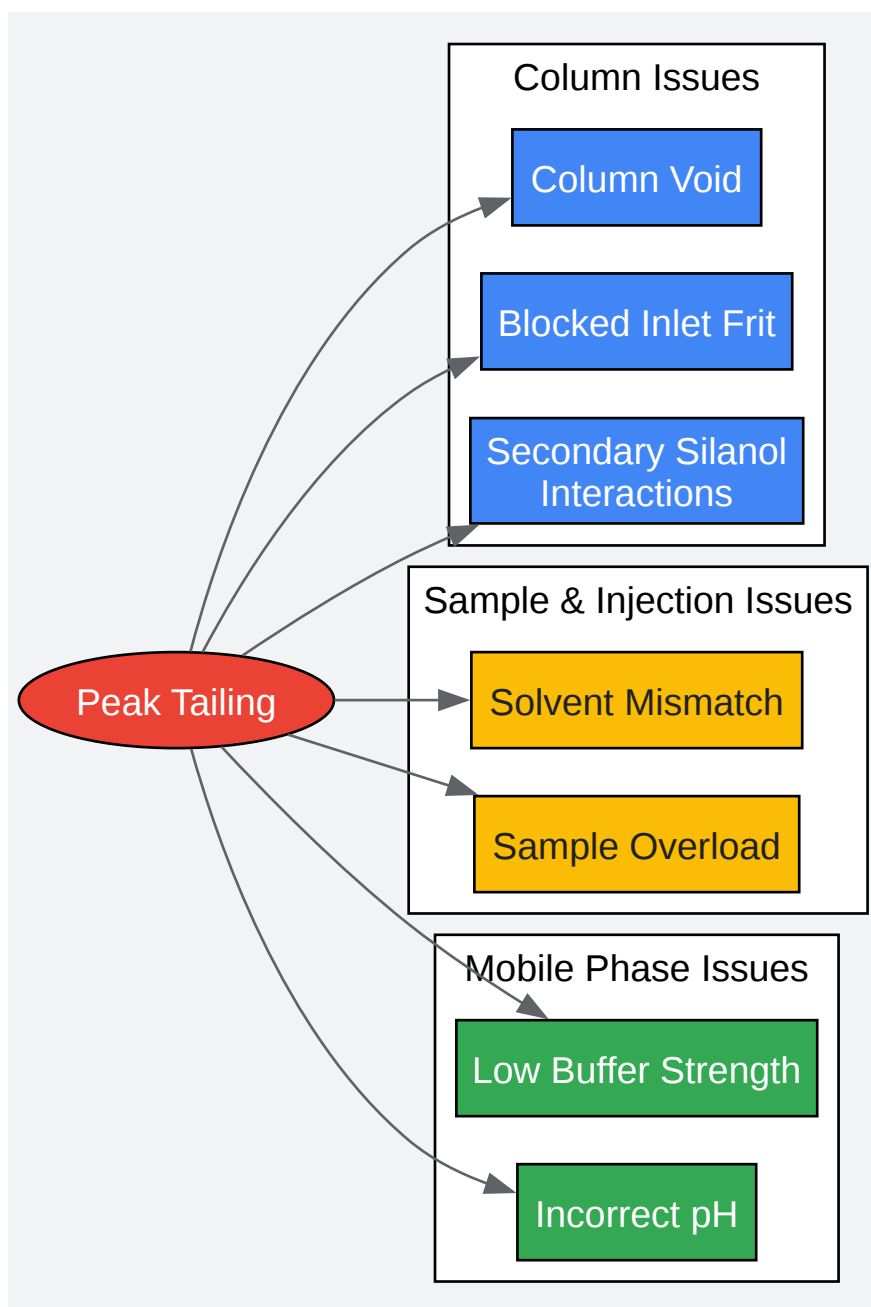 Column Issues
Column Void
Blocked Inlet Frit
Secondary Silanol
Interactions
Sample & Injection Issues
Peak Tailing
Solvent Mismatch
Sample Overload
Mobile Phase Issues
Low Buffer Strength
Incorrect pH